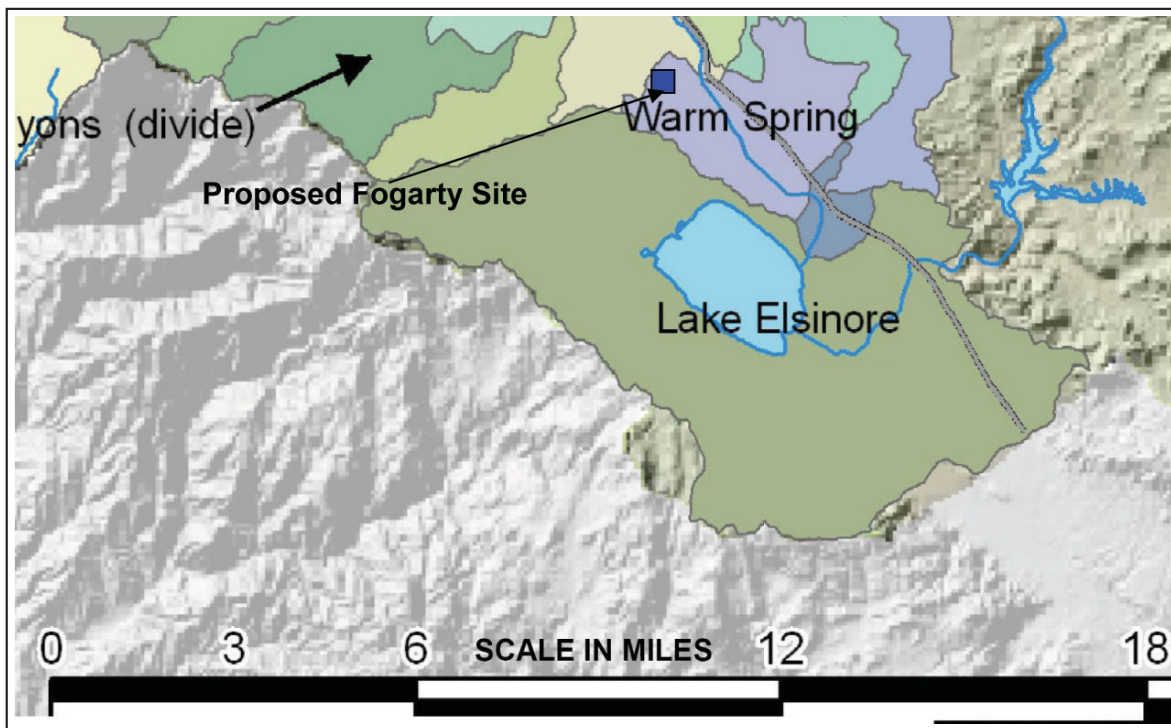 yons (divide)
Warm Spring
Proposed Fogarty Site
Lake Elsinore
0 3 6 SCALE IN MILES 12 18